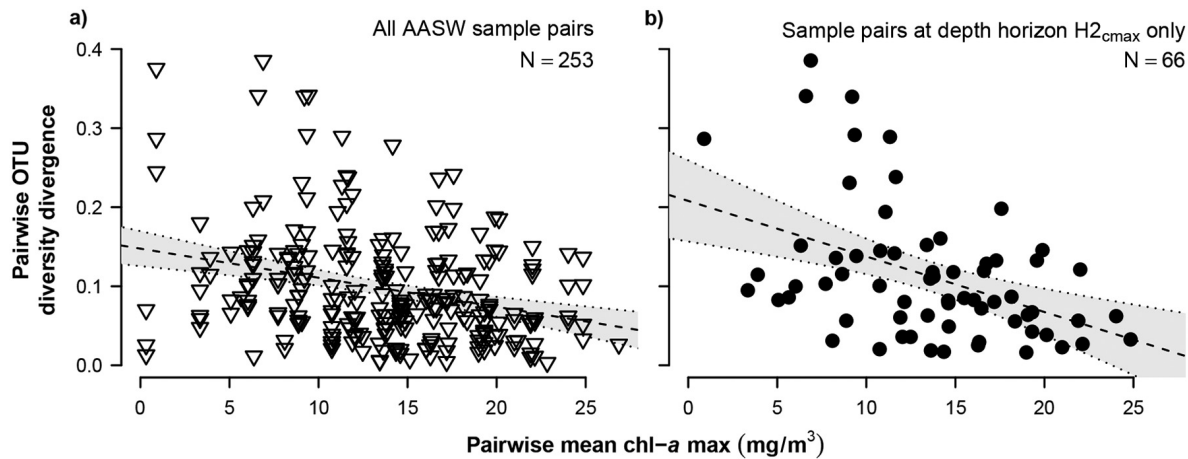 a)
All AASW sample pairs
N = 253
b)
Sample pairs at depth horizon H2cmax only
N = 66
Pairwise OTU
diversity divergence
0.4
0.3
0.2
0.1
0.0
0 5 10 15 20 25
0 5 10 15 20 25
Pairwise mean chl−a max (mg/m³)